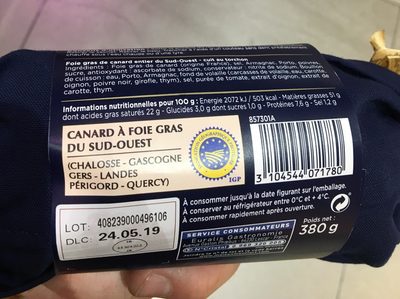 Foie gras de canard entier du Sud-Ouest - cuit au torchon
Ingrédients : Foie gras de canard (origine France), sel, Armagnac, Porto, poivres,
sucre, antioxydant : ascorbate de sodium, conservateur : nitrite de sodium. Bouillon
de cuisson : eau, Porto, Armagnac, fond de volaille (carcasses de volaille, eau, carotte,
oignon, poivre noir, girofle, thym), sel, purée de tomate, extrait d'oignon, extrait de
carotte, thym.
Informations nutritionnelles pour 100g : Energie 2072 kJ / 503 kcal - Matières grasses 51 g
dont acides gras saturés 22 g - Glucides 3,0 g dont sucres 1,0 g - Protéines 7,6 g - Sel 1,2 g
857301A
CANARD À FOIE GRAS
DU SUD-OUEST
(CHALOSSE - GASCOGNE
GERS - LANDES
PÉRIGORD - QUERCY)
IGP
3 104544 071780
À consommer jusqu'à la date figurant sur l'emballage.
À conserver au réfrigérateur entre 0°C et + 4°C.
À consommer rapidement après ouverture.
LOT: 408239000496106
DLC: 24.05.19
SERVICE CONSOMMATEURS
Euralis Gastronomie
N°Cristal
Poids net :
380 g